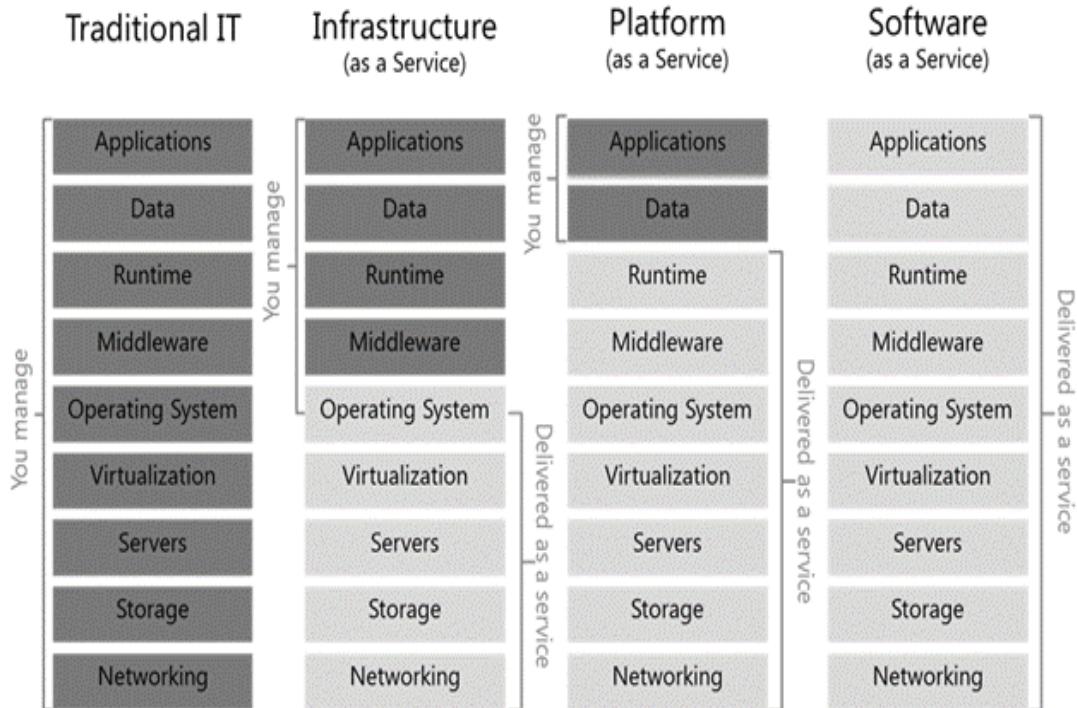 Traditional IT
Infrastructure
(as a Service)
Platform
(as a Service)
Software
(as a Service)
You manage
Applications
Data
Runtime
Middleware
Operating System
Virtualization
Servers
Storage
Networking
You manage
Applications
Data
Runtime
Middleware
Operating System
Virtualization
Servers
Storage
Networking
Delivered as a service
You manage
Applications
Data
Runtime
Middleware
Operating System
Virtualization
Servers
Storage
Networking
Delivered as a service
Applications
Data
Runtime
Middleware
Operating System
Virtualization
Servers
Storage
Networking
Delivered as a service